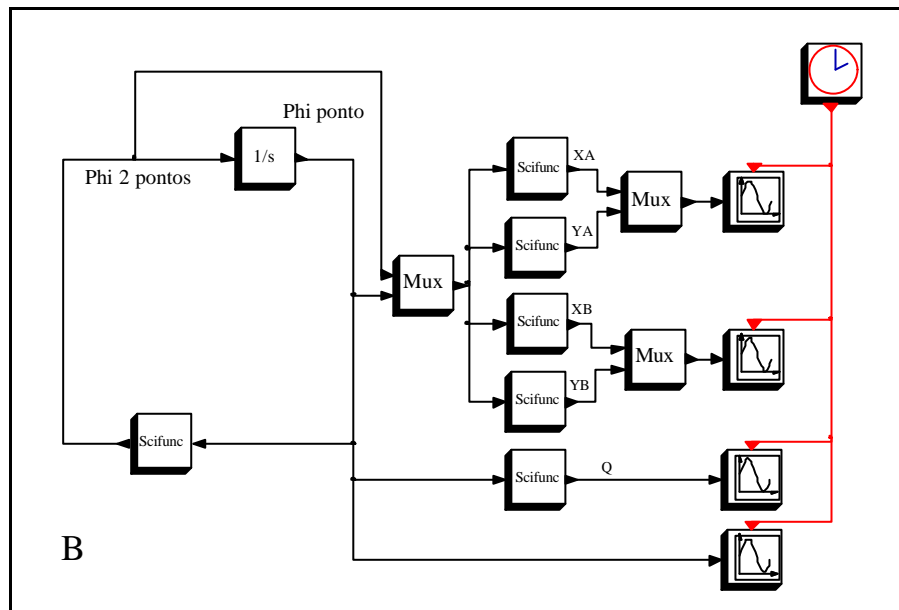 Phi ponto
Phi 2 pontos
1/s
Mux
Scifunc
XA
Scifunc
YA
Mux
Scifunc
XB
Scifunc
YB
Mux
Scifunc
Scifunc
Q
B